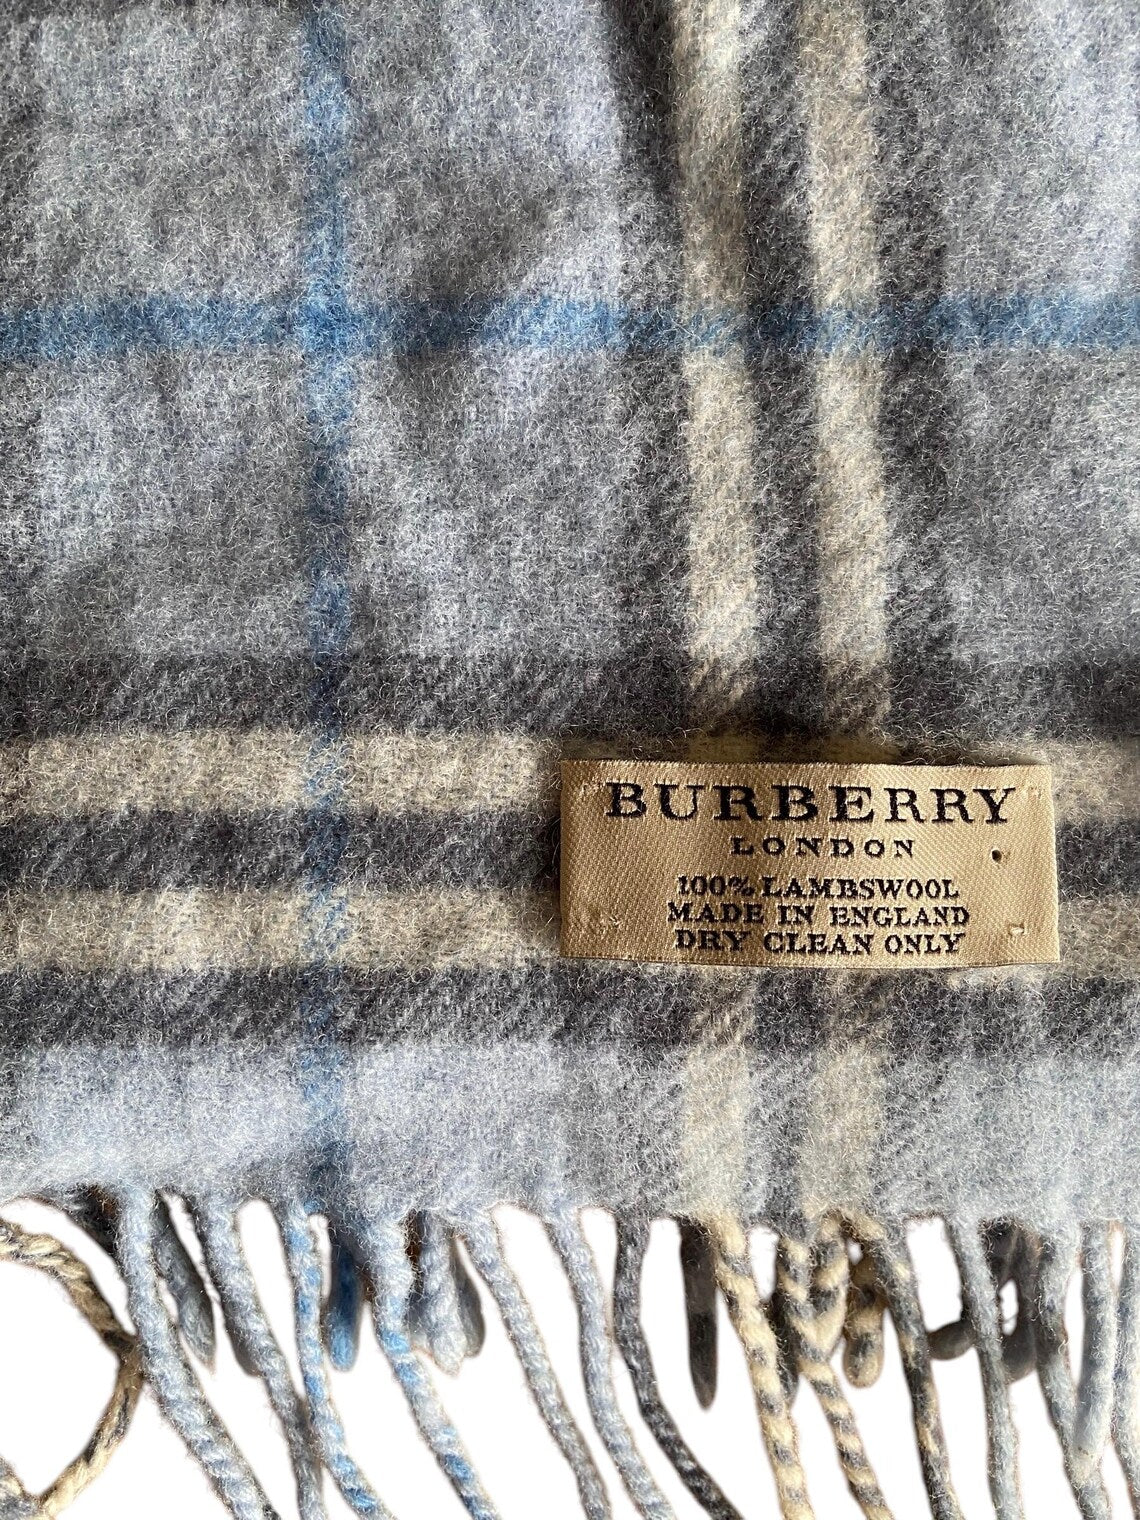 BURBERRY
LONDON
100% LAMBSWOOL
MADE IN ENGLAND
DRY CLEAN ONLY